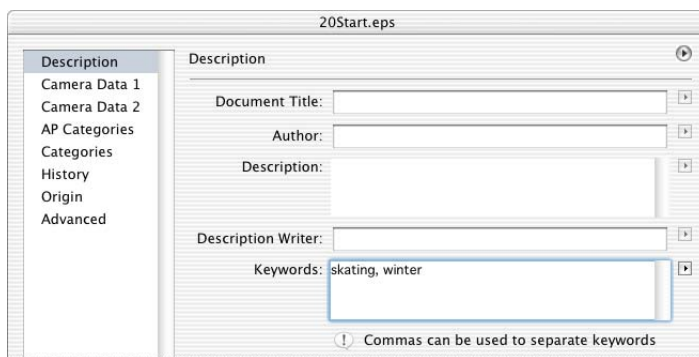 20Start.eps
Description
Camera Data 1
Camera Data 2
AP Categories
Categories
History
Origin
Advanced
Description
Document Title:
Author:
Description:
Description Writer:
Keywords: skating, winter
! Commas can be used to separate keywords